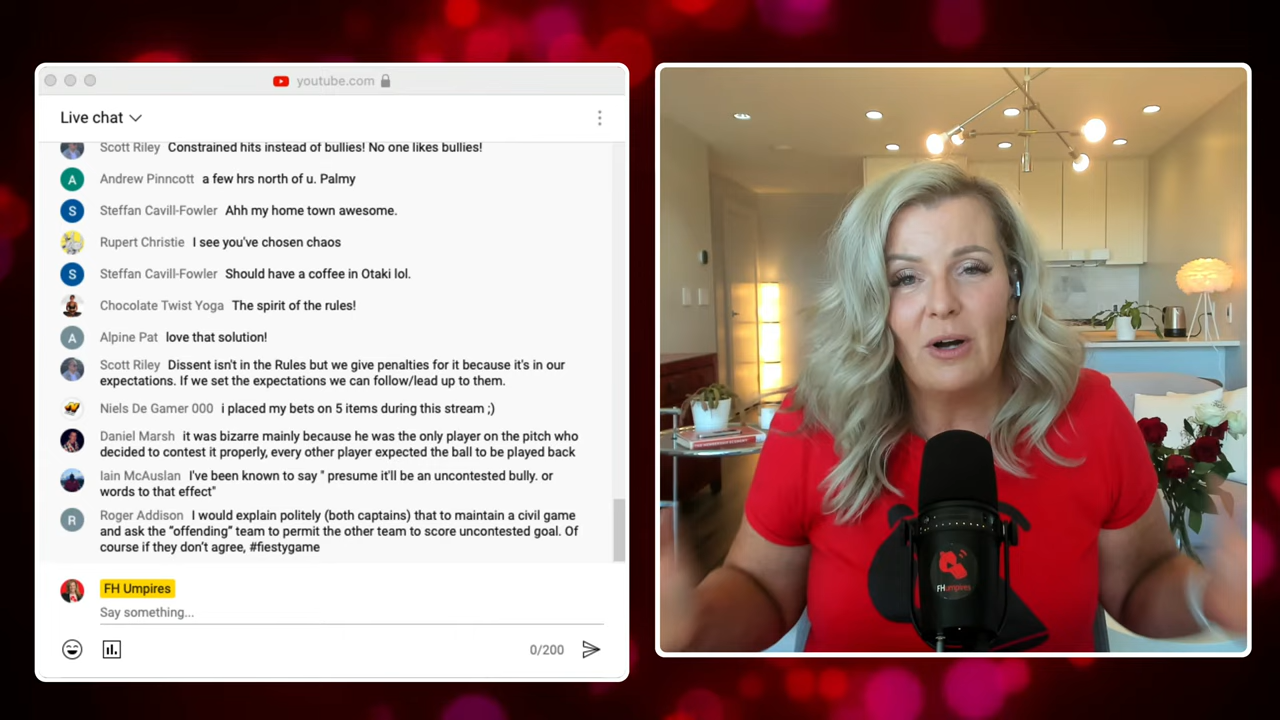 youtube.com
Live chat
Scott Riley Constrained hits instead of bullies! No one likes bullies!
A Andrew Pinncott a few hrs north of u. Palmy
S Steffan Cavill-Fowler Ahh my home town awesome.
Rupert Christie I see you've chosen chaos
S Steffan Cavill-Fowler Should have a coffee in Otaki lol.
Chocolate Twist Yoga The spirit of the rules!
A Alpine Pat love that solution!
Scott Riley Dissent isn't in the Rules but we give penalties for it because it's in our
expectations. If we set the expectations we can follow/lead up to them.
Niels De Gamer 000 i placed my bets on 5 items during this stream ;)
Daniel Marsh it was bizarre mainly because he was the only player on the pitch who
decided to contest it properly, every other player expected the ball to be played back
Iain McAuslan I've been known to say " presume it'll be an uncontested bully. or
words to that effect"
R Roger Addison I would explain politely (both captains) that to maintain a civil game
and ask the “offending” team to permit the other team to score uncontested goal. Of
course if they don't agree, #fiestygame
FH Umpires
Say something...
0/200
FHumpires